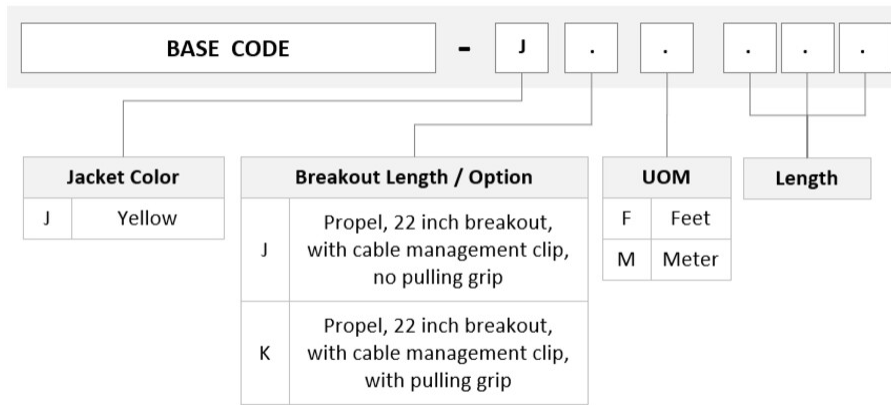 BASE CODE - J . . . . .
Jacket Color
J Yellow
Breakout Length / Option
J Propel, 22 inch breakout,
with cable management clip,
no pulling grip
K Propel, 22 inch breakout,
with cable management clip,
with pulling grip
UOM
F Feet
M Meter
Length